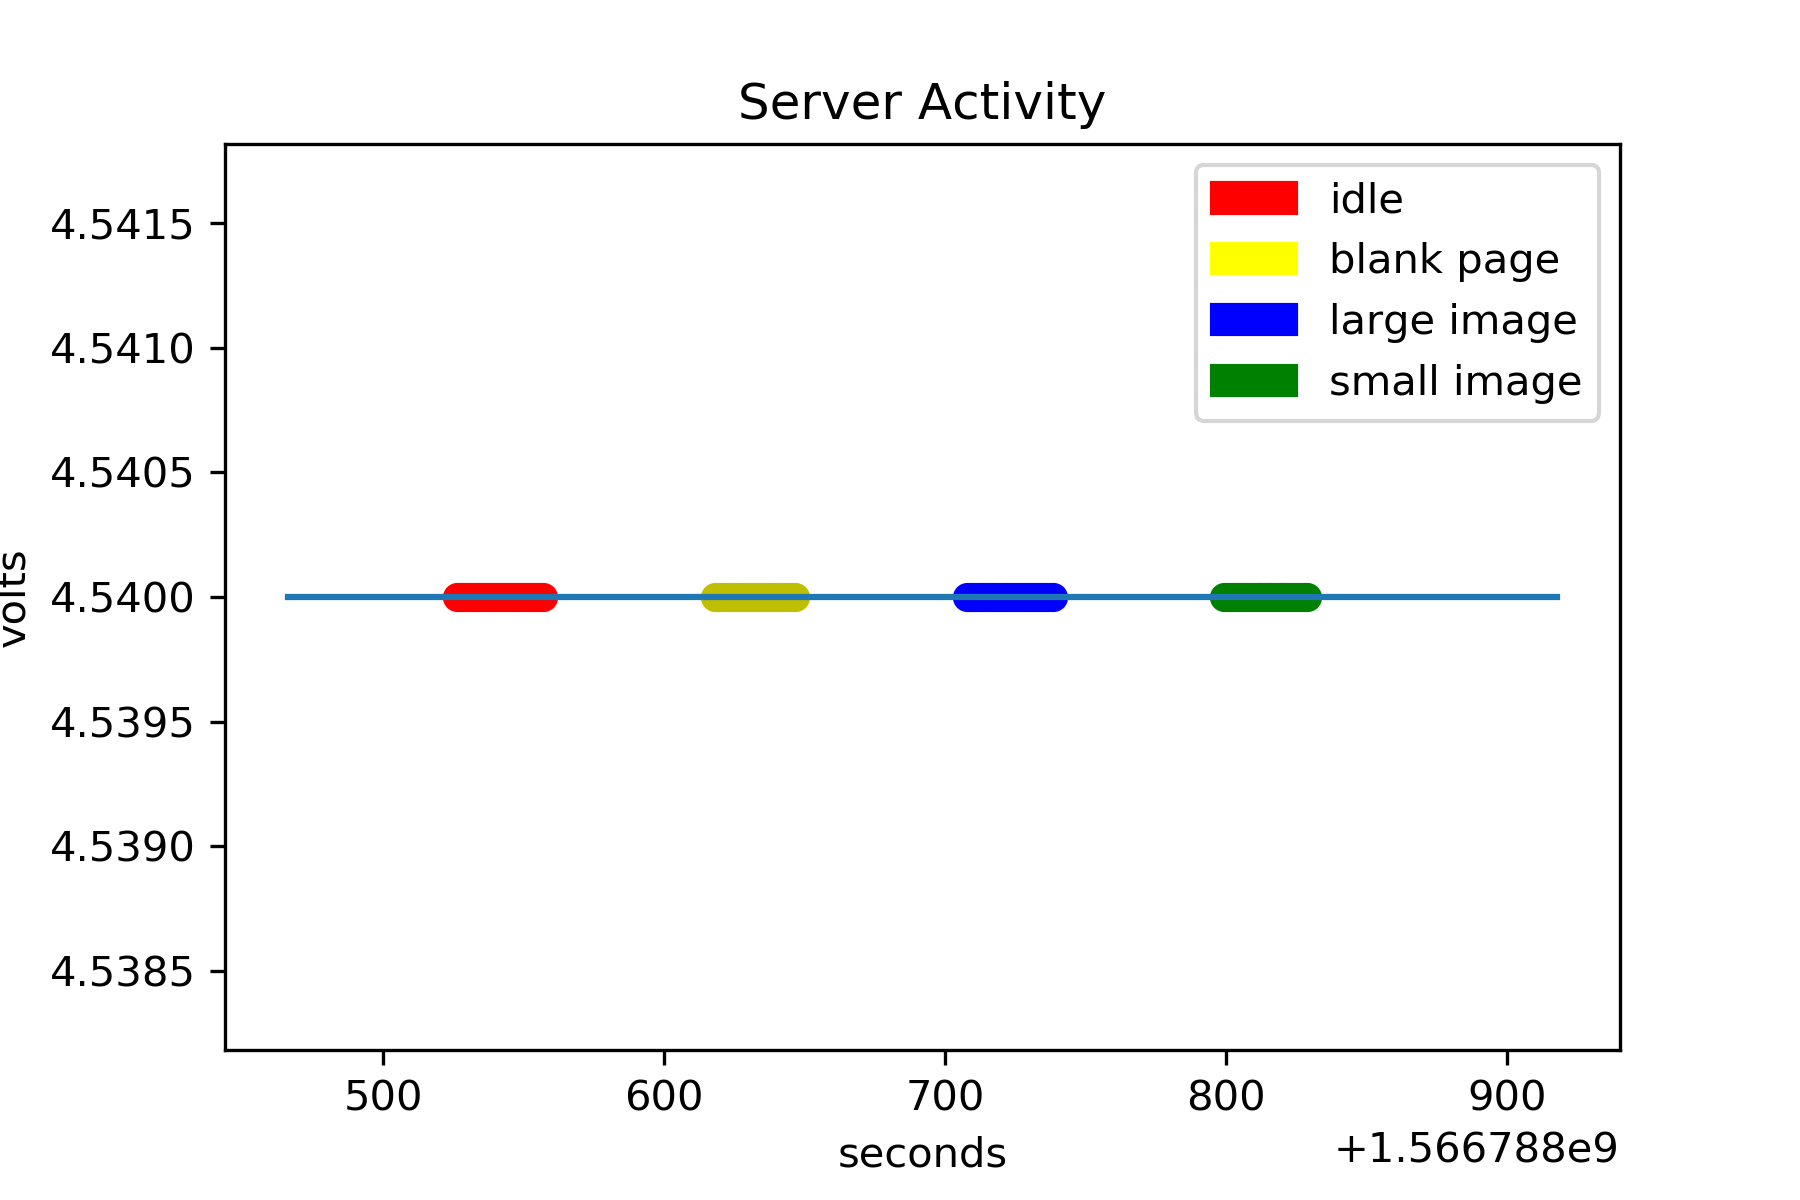 Server Activity
idle
blank page
large image
small image
4.5415
4.5410
4.5405
4.5400
4.5395
4.5390
4.5385
volts
500 600 700 800 900
seconds
+1.566788e9